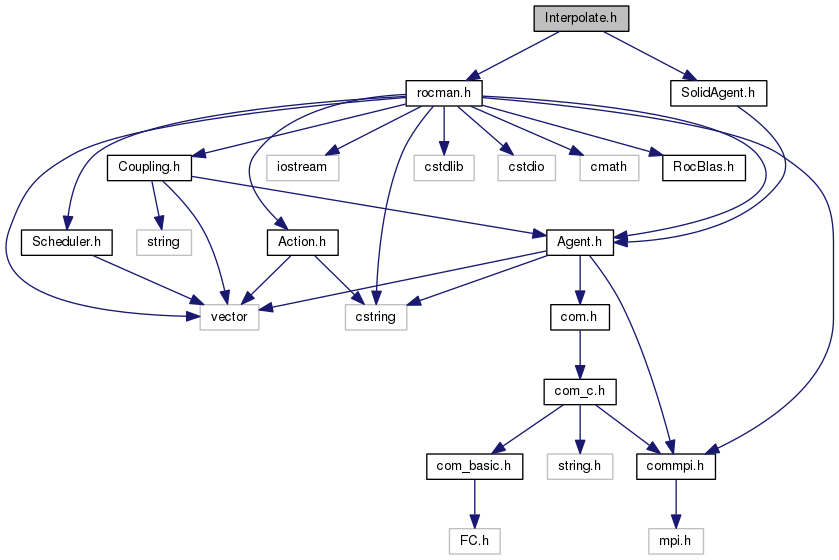 Interpolate.h
rocman.h
SolidAgent.h
Coupling.h
iostream
cstdlib
cstdio
cmath
RocBlas.h
Scheduler.h
string
Action.h
Agent.h
vector
cstring
com.h
com_c.h
com_basic.h
string.h
commpi.h
FC.h
mpi.h